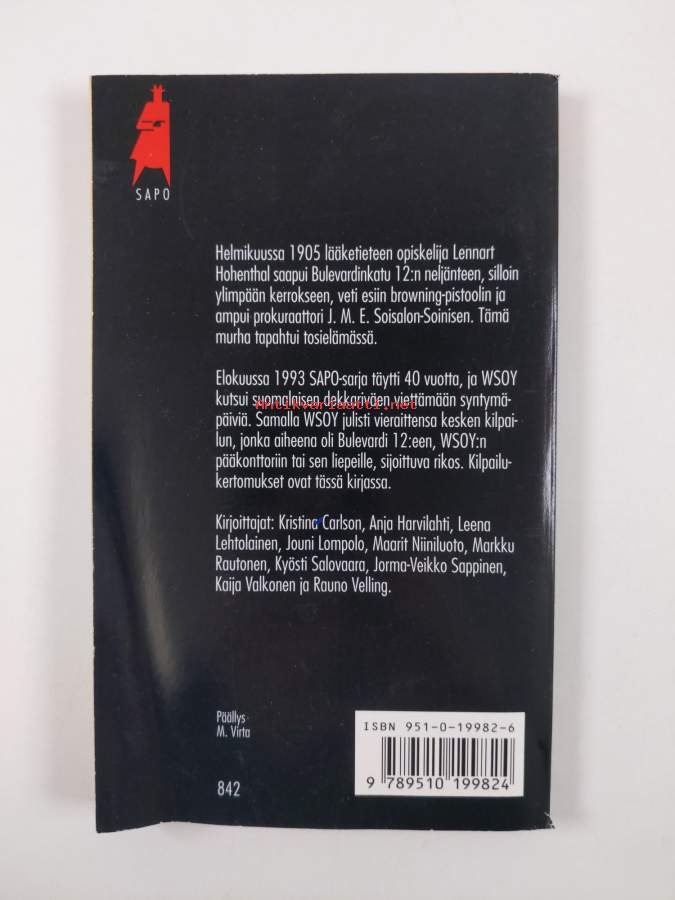 SAPO
Helmikuussa 1905 lääketieteen opiskelija Lennart
Hohenthal saapui Bulevardinkatu 12:n neljänteen, silloin
ylimpään kerrokseen, veti esiin browning-pistoolin ja
ampui prokuraattori J. M. E. Soisalon-Soinisen. Tämä
murha tapahtui tosielämässä.
Elokuussa 1993 SAPO-sarja täytti 40 vuotta, ja WSOY
kutsui suomalaisen dekkariväen viettämään syntymä-
Antikvariaatti.net
päiviä. Samalla WSOY julisti vieraittensa kesken kilpai-
lun, jonka aiheena oli Bulevardi 12:een, WSOY:n
pääkonttoriin tai sen liepeille, sijoittuva rikos. Kilpailu-
kertomukset ovat tässä kirjassa.
Kirjoittajat: Kristina Carlson, Anja Harvilahti, Leena
Lehtolainen, Jouni Lompolo, Maarit Niiniluoto, Markku
Rautonen, Kyösti Salovaara, Jorma-Veikko Sappinen,
Kaija Valkonen ja Rauno Velling.
Päällys
M. Virta
842
ISBN 951-0-19982-6
9 789510 199824